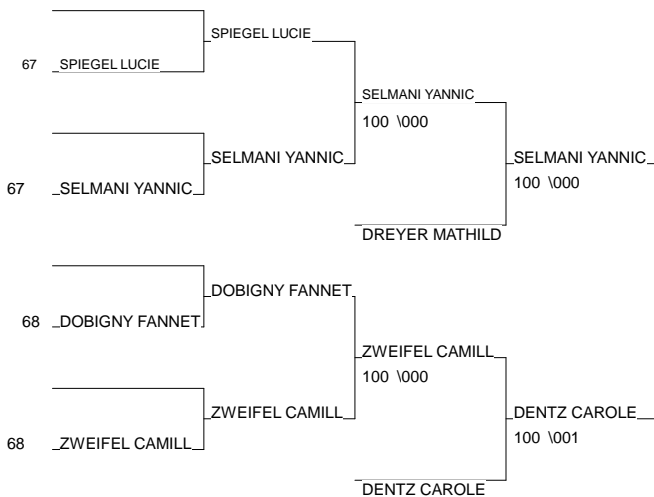 SPIEGEL LUCIE
67 SPIEGEL LUCIE
SELMANI YANNIC
100 \000
SELMANI YANNIC
SELMANI YANNIC
100 \000
67 SELMANI YANNIC
DREYER MATHILD
DOBIGNY FANNET
68 DOBIGNY FANNET
ZWEIFEL CAMILL
100 \000
ZWEIFEL CAMILL
DENTZ CAROLE
100 \001
68 ZWEIFEL CAMILL
DENTZ CAROLE